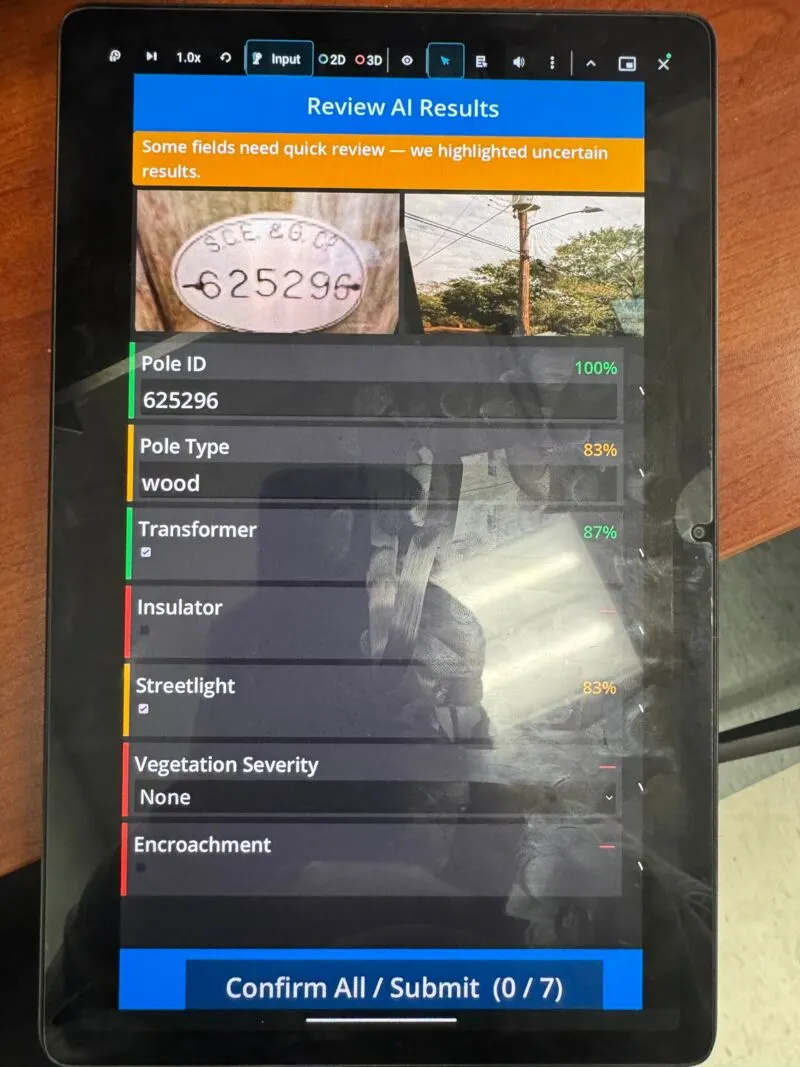 1.0x Input 2D 3D
Review AI Results
Some fields need quick review — we highlighted uncertain
results.
S.C.E. & G. Co
625296
Pole ID 100%
625296
Pole Type 83%
wood
Transformer 87%
Insulator —
Streetlight 83%
Vegetation Severity —
None
Encroachment —
Confirm All / Submit (0 / 7)